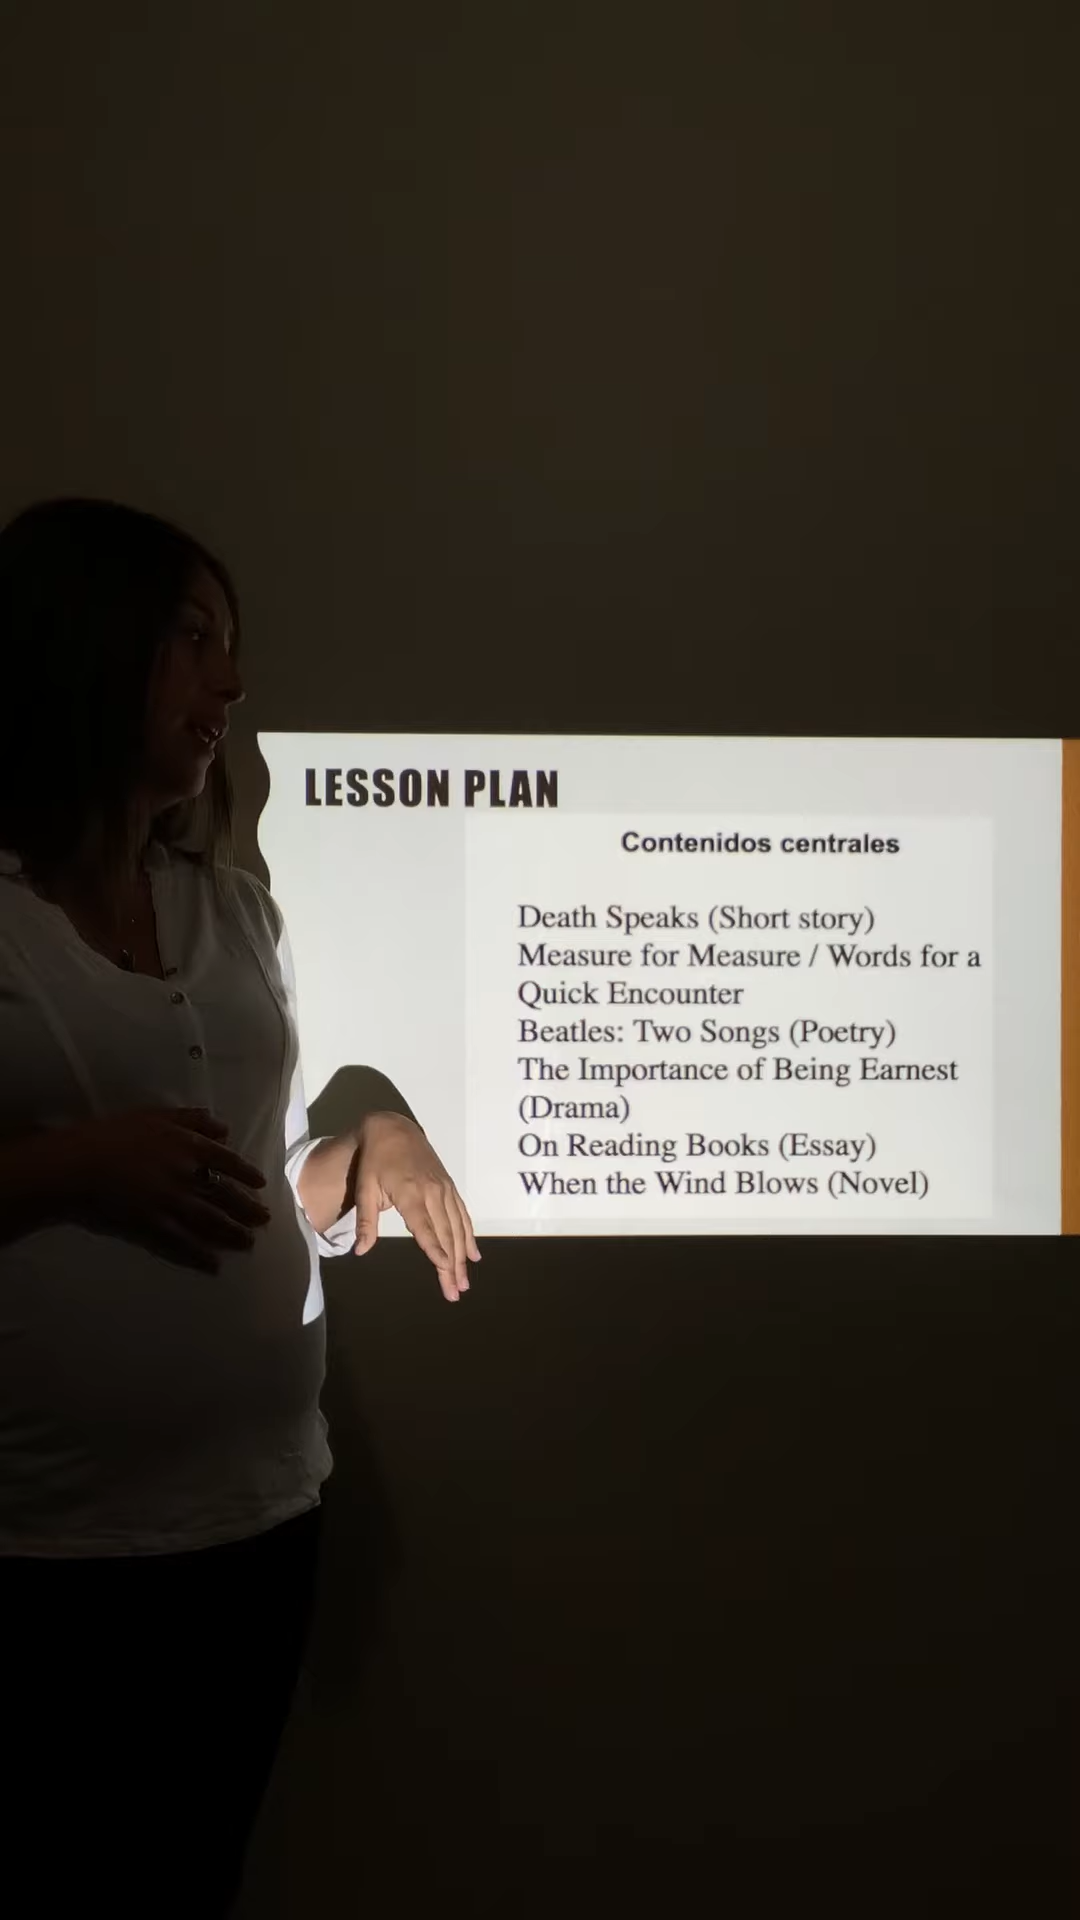 LESSON PLAN
Contenidos centrales
Death Speaks (Short story)
Measure for Measure / Words for a
Quick Encounter
Beatles: Two Songs (Poetry)
The Importance of Being Earnest
(Drama)
On Reading Books (Essay)
When the Wind Blows (Novel)